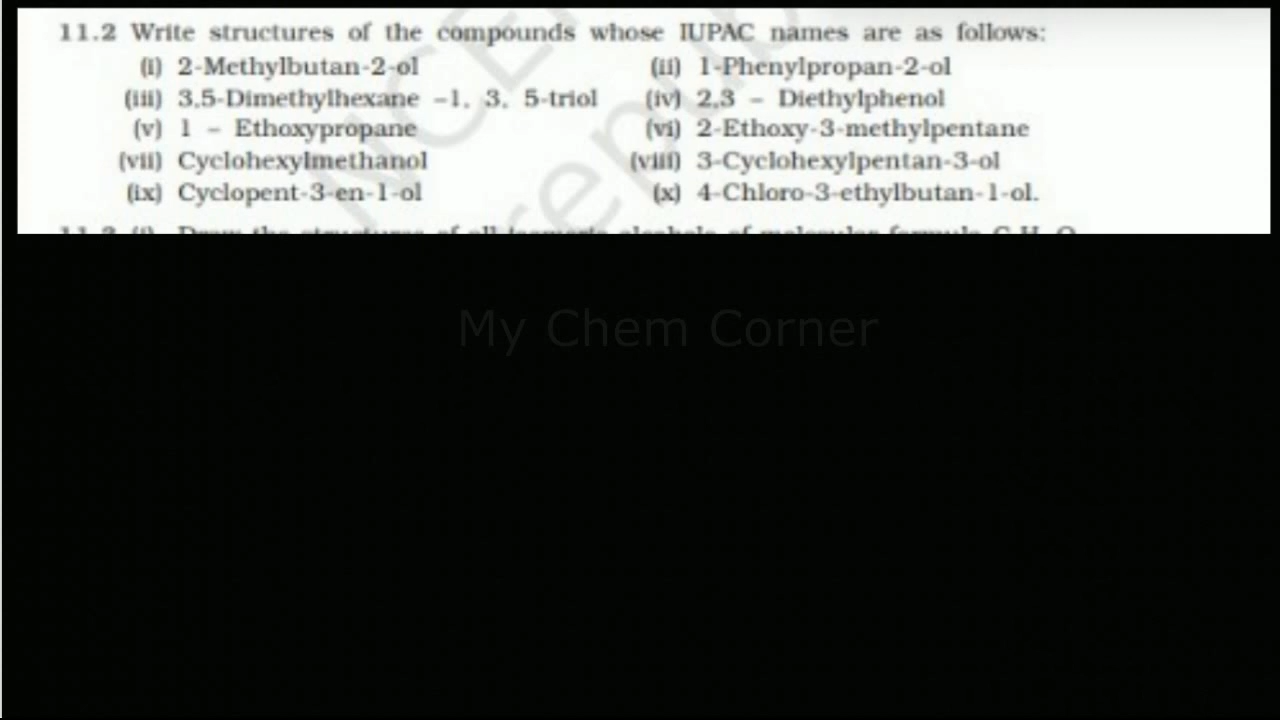 11.2 Write structures of the compounds whose IUPAC names are as follows:
(i) 2-Methylbutan-2-ol (ii) 1-Phenylpropan-2-ol
(iii) 3,5-Dimethylhexane –1, 3, 5-triol (iv) 2,3 – Diethylphenol
(v) 1 – Ethoxypropane (vi) 2-Ethoxy-3-methylpentane
(vii) Cyclohexylmethanol (viii) 3-Cyclohexylpentan-3-ol
(ix) Cyclopent-3-en-1-ol (x) 4-Chloro-3-ethylbutan-1-ol.
My Chem Corner